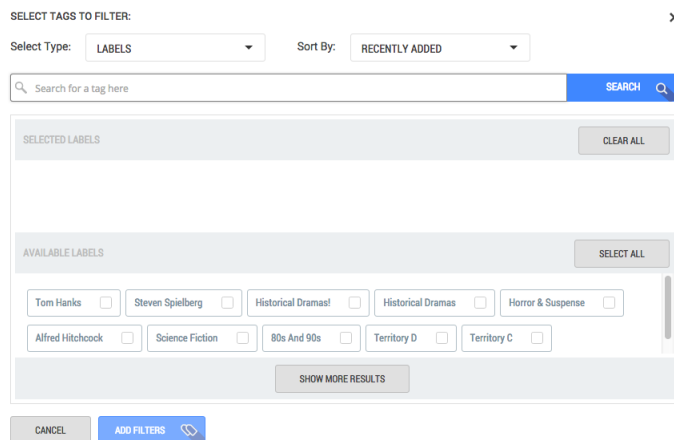 SELECT TAGS TO FILTER:
Select Type: LABELS Sort By: RECENTLY ADDED
Search for a tag here SEARCH
SELECTED LABELS CLEAR ALL
AVAILABLE LABELS SELECT ALL
Tom Hanks Steven Spielberg Historical Dramas! Historical Dramas Horror & Suspense
Alfred Hitchcock Science Fiction 80s And 90s Territory D Territory C
SHOW MORE RESULTS
CANCEL ADD FILTERS